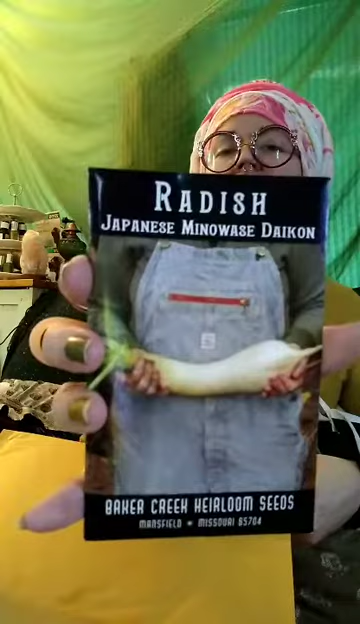 RADISH
JAPANESE MINOWASE DAIKON
BAKER CREEK HEIRLOOM SEEDS
MANSFIELD * MISSOURI 65704